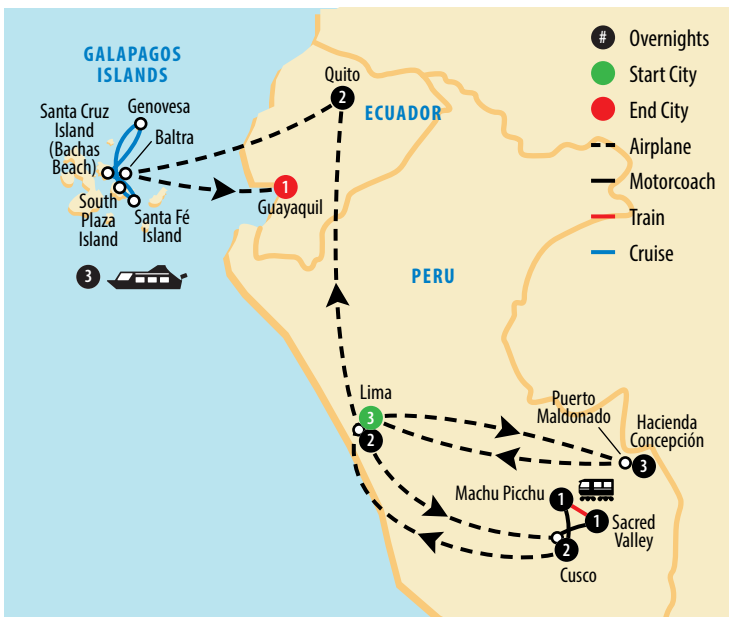 GALAPAGOS
ISLANDS
Santa Cruz
Island
(Bachas
Beach)
Genovesa
Baltra
South
Plaza
Island
Santa Fé
Island
3
Quito
2
ECUADOR
1
Guayaquil
PERU
# Overnights
Start City
End City
Airplane
Motorcoach
Train
Cruise
Lima
3
2
Puerto
Maldonado
Hacienda
Concepción
3
Machu Picchu
1
1
Sacred
Valley
2
Cusco